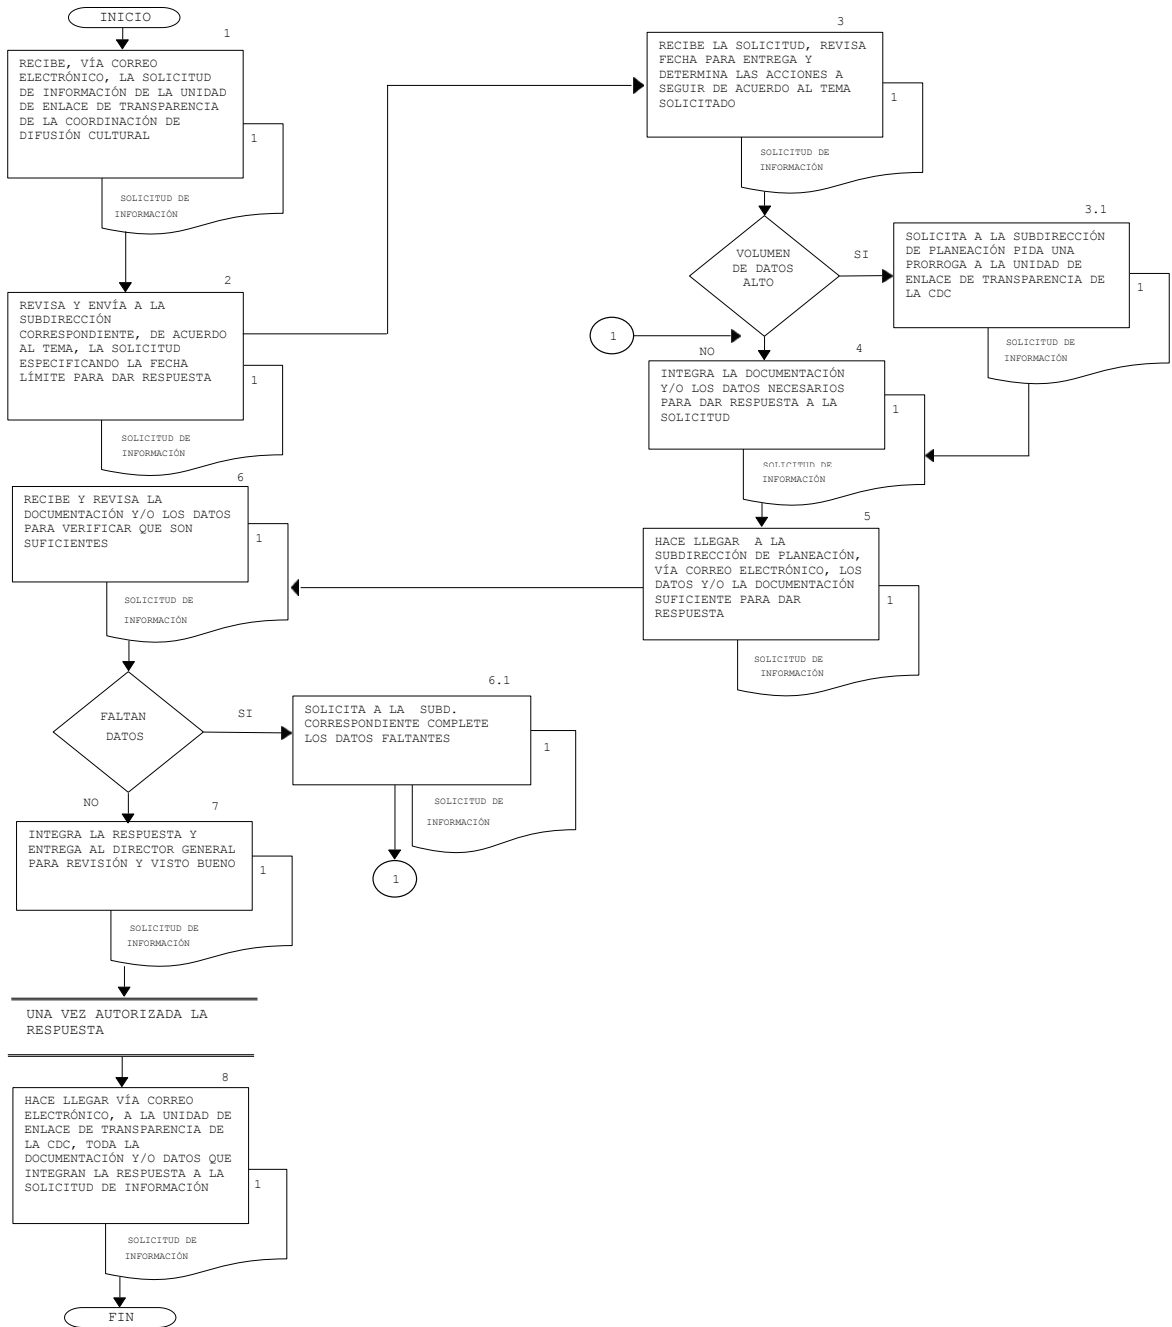 INICIO
1
RECIBE, VÍA CORREO
ELECTRÓNICO, LA SOLICITUD
DE INFORMACIÓN DE LA UNIDAD
DE ENLACE DE TRANSPARENCIA
DE LA COORDINACIÓN DE
DIFUSIÓN CULTURAL
1
SOLICITUD DE
INFORMACIÓN
2
REVISA Y ENVÍA A LA
SUBDIRECCIÓN
CORRESPONDIENTE, DE ACUERDO
AL TEMA, LA SOLICITUD
ESPECIFICANDO LA FECHA
LÍMITE PARA DAR RESPUESTA
1
SOLICITUD DE
INFORMACIÓN
3
RECIBE LA SOLICITUD, REVISA
FECHA PARA ENTREGA Y
DETERMINA LAS ACCIONES A
SEGUIR DE ACUERDO AL TEMA
SOLICITADO
1
SOLICITUD DE
INFORMACIÓN
VOLUMEN
DE DATOS
ALTO
SI
3.1
SOLICITA A LA SUBDIRECCIÓN
DE PLANEACIÓN PIDA UNA
PRORROGA A LA UNIDAD DE
ENLACE DE TRANSPARENCIA DE
LA CDC
1
SOLICITUD DE
INFORMACIÓN
1
NO
4
INTEGRA LA DOCUMENTACIÓN
Y/O LOS DATOS NECESARIOS
PARA DAR RESPUESTA A LA
SOLICITUD
1
SOLICITUD DE
INFORMACIÓN
5
HACE LLEGAR  A LA
SUBDIRECCIÓN DE PLANEACIÓN,
VÍA CORREO ELECTRÓNICO, LOS
DATOS Y/O LA DOCUMENTACIÓN
SUFICIENTE PARA DAR
RESPUESTA
1
SOLICITUD DE
INFORMACIÓN
6
RECIBE Y REVISA LA
DOCUMENTACIÓN Y/O LOS DATOS
PARA VERIFICAR QUE SON
SUFICIENTES
1
SOLICITUD DE
INFORMACIÓN
FALTAN
DATOS
SI
6.1
SOLICITA A LA  SUBD.
CORRESPONDIENTE COMPLETE
LOS DATOS FALTANTES
1
SOLICITUD DE
INFORMACIÓN
1
NO
7
INTEGRA LA RESPUESTA Y
ENTREGA AL DIRECTOR GENERAL
PARA REVISIÓN Y VISTO BUENO
1
SOLICITUD DE
INFORMACIÓN
UNA VEZ AUTORIZADA LA
RESPUESTA
8
HACE LLEGAR VÍA CORREO
ELECTRÓNICO, A LA UNIDAD DE
ENLACE DE TRANSPARENCIA DE
LA CDC, TODA LA
DOCUMENTACIÓN Y/O DATOS QUE
INTEGRAN LA RESPUESTA A LA
SOLICITUD DE INFORMACIÓN
1
SOLICITUD DE
INFORMACIÓN
FIN